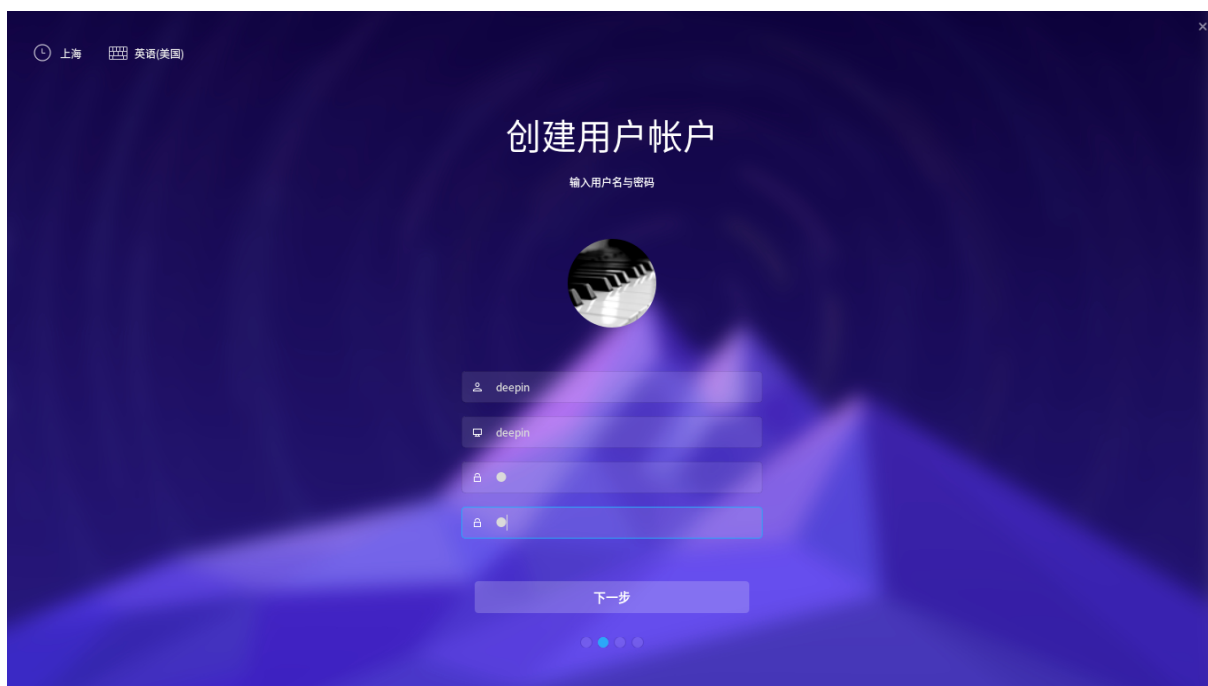 上海 英语(美国)
创建用户帐户
输入用户名与密码
deepin
deepin
下一步